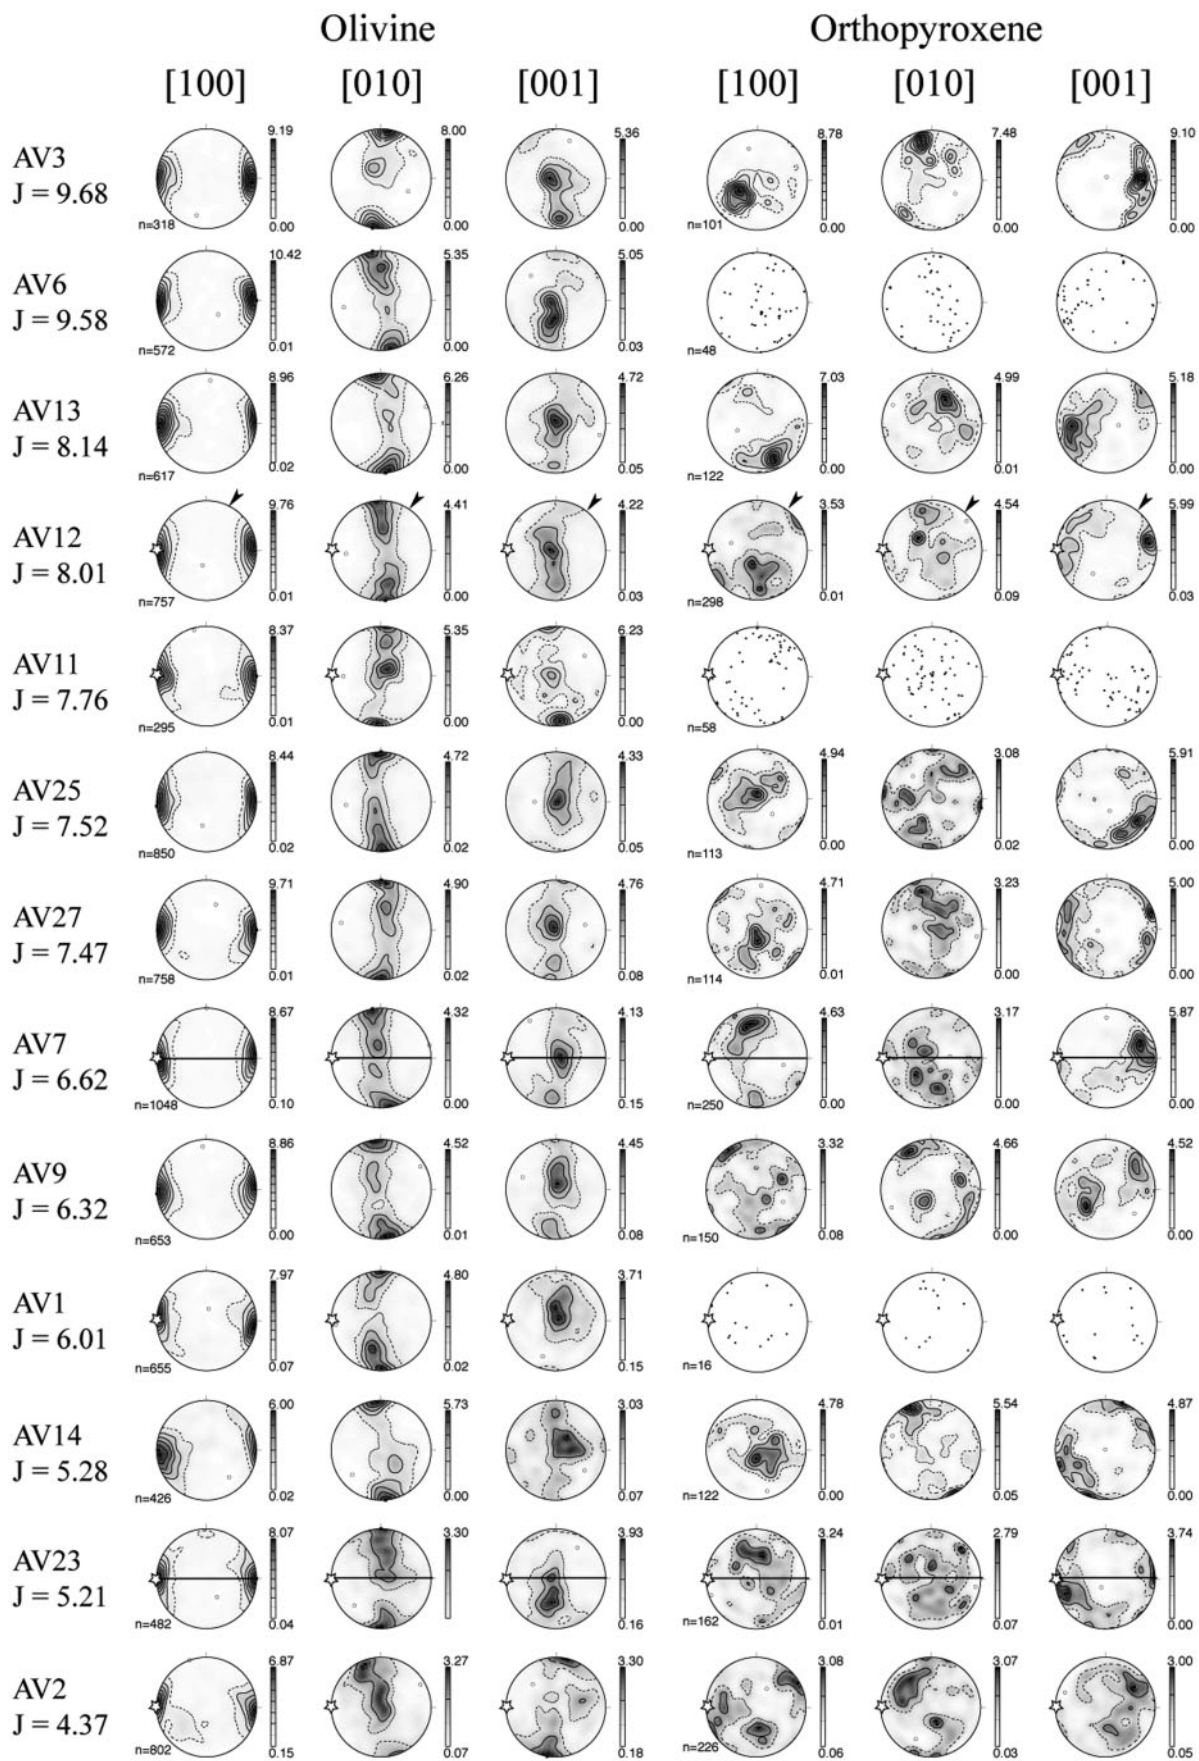 Olivine Orthopyroxene
[100] [010] [001] [100] [010] [001]
AV3
J = 9.68
9.19 8.00 5.36 8.78 7.48 9.10
n=318 0.00 0.00 0.00 n=101 0.00 0.00 0.00
AV6
J = 9.58
10.42 5.35 5.05
n=572 0.01 0.00 0.03 n=48
AV13
J = 8.14
8.96 6.26 4.72 7.03 4.99 5.18
n=617 0.02 0.00 0.05 n=122 0.00 0.01 0.00
AV12
J = 8.01
9.76 4.41 4.22 3.53 4.54 5.99
n=757 0.01 0.00 0.03 n=298 0.01 0.09 0.03
AV11
J = 7.76
8.37 5.35 6.23
n=295 0.01 0.00 0.00 n=58
AV25
J = 7.52
8.44 4.72 4.33 4.94 3.08 5.91
n=850 0.02 0.02 0.05 n=113 0.00 0.02 0.00
AV27
J = 7.47
9.71 4.90 4.76 4.71 3.23 5.00
n=758 0.01 0.02 0.08 n=114 0.01 0.00 0.00
AV7
J = 6.62
8.67 4.32 4.13 4.63 3.17 5.87
n=1048 0.10 0.00 0.15 n=250 0.00 0.00 0.00
AV9
J = 6.32
8.86 4.52 4.45 3.32 4.66 4.52
n=653 0.00 0.01 0.08 n=150 0.08 0.00 0.00
AV1
J = 6.01
7.97 4.80 3.71
n=655 0.07 0.02 0.15 n=16
AV14
J = 5.28
6.00 5.73 3.03 4.78 5.54 4.87
n=426 0.02 0.00 0.07 n=122 0.00 0.05 0.00
AV23
J = 5.21
8.07 3.30 3.93 3.24 2.79 3.74
n=482 0.04 0.16 n=162 0.01 0.07 0.00
AV2
J = 4.37
6.87 3.27 3.30 3.08 3.07 3.00
n=802 0.15 0.07 0.18 n=226 0.06 0.03 0.05